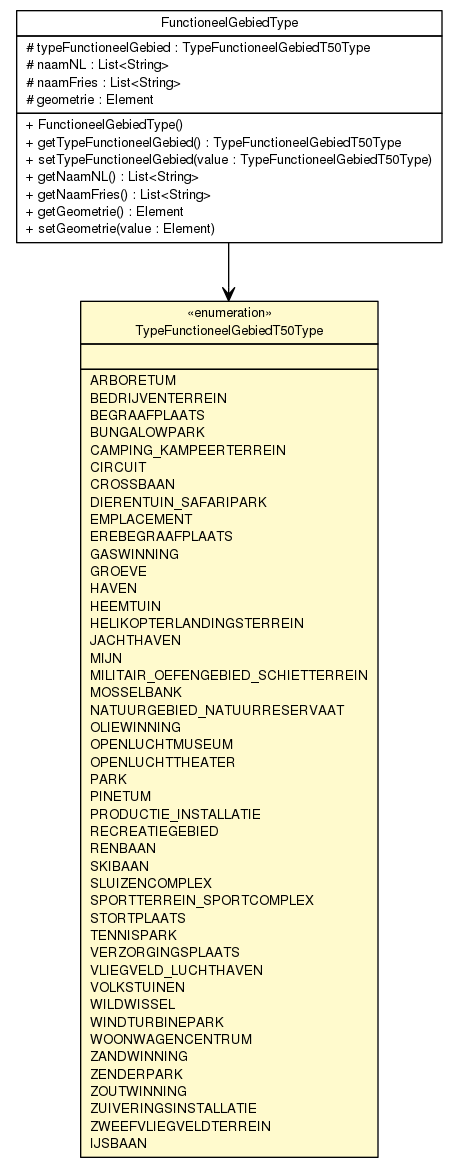 FunctioneelGebiedType
# typeFunctioneelGebied : TypeFunctioneelGebiedT50Type
# naamNL : List<String>
# naamFries : List<String>
# geometrie : Element
+ FunctioneelGebiedType()
+ getTypeFunctioneelGebied() : TypeFunctioneelGebiedT50Type
+ setTypeFunctioneelGebied(value : TypeFunctioneelGebiedT50Type)
+ getNaamNL() : List<String>
+ getNaamFries() : List<String>
+ getGeometrie() : Element
+ setGeometrie(value : Element)
«enumeration»
TypeFunctioneelGebiedT50Type
ARBORETUM
BEDRIJVENTERREIN
BEGRAAFPLAATS
BUNGALOWPARK
CAMPING_KAMPEERTERREIN
CIRCUIT
CROSSBAAN
DIERENTUIN_SAFARIPARK
EMPLACEMENT
EREBEGRAAFPLAATS
GASWINNING
GROEVE
HAVEN
HEEMTUIN
HELIKOPTERLANDINGSTERREIN
JACHTHAVEN
MIJN
MILITAIR_OEFENGEBIED_SCHIETTERREIN
MOSSELBANK
NATUURGEBIED_NATUURRESERVAAT
OLIEWINNING
OPENLUCHTMUSEUM
OPENLUCHTTHEATER
PARK
PINETUM
PRODUCTIE_INSTALLATIE
RECREATIEGEBIED
RENBAAN
SKIBAAN
SLUIZENCOMPLEX
SPORTTERREIN_SPORTCOMPLEX
STORTPLAATS
TENNISPARK
VERZORGINGSPLAATS
VLIEGVELD_LUCHTHAVEN
VOLKSTUINEN
WILDWISSEL
WINDTURBINEPARK
WOONWAGENCENTRUM
ZANDWINNING
ZENDERPARK
ZOUTWINNING
ZUIVERINGSINSTALLATIE
ZWEEFVLIEGVELDTERREIN
IJSBAAN